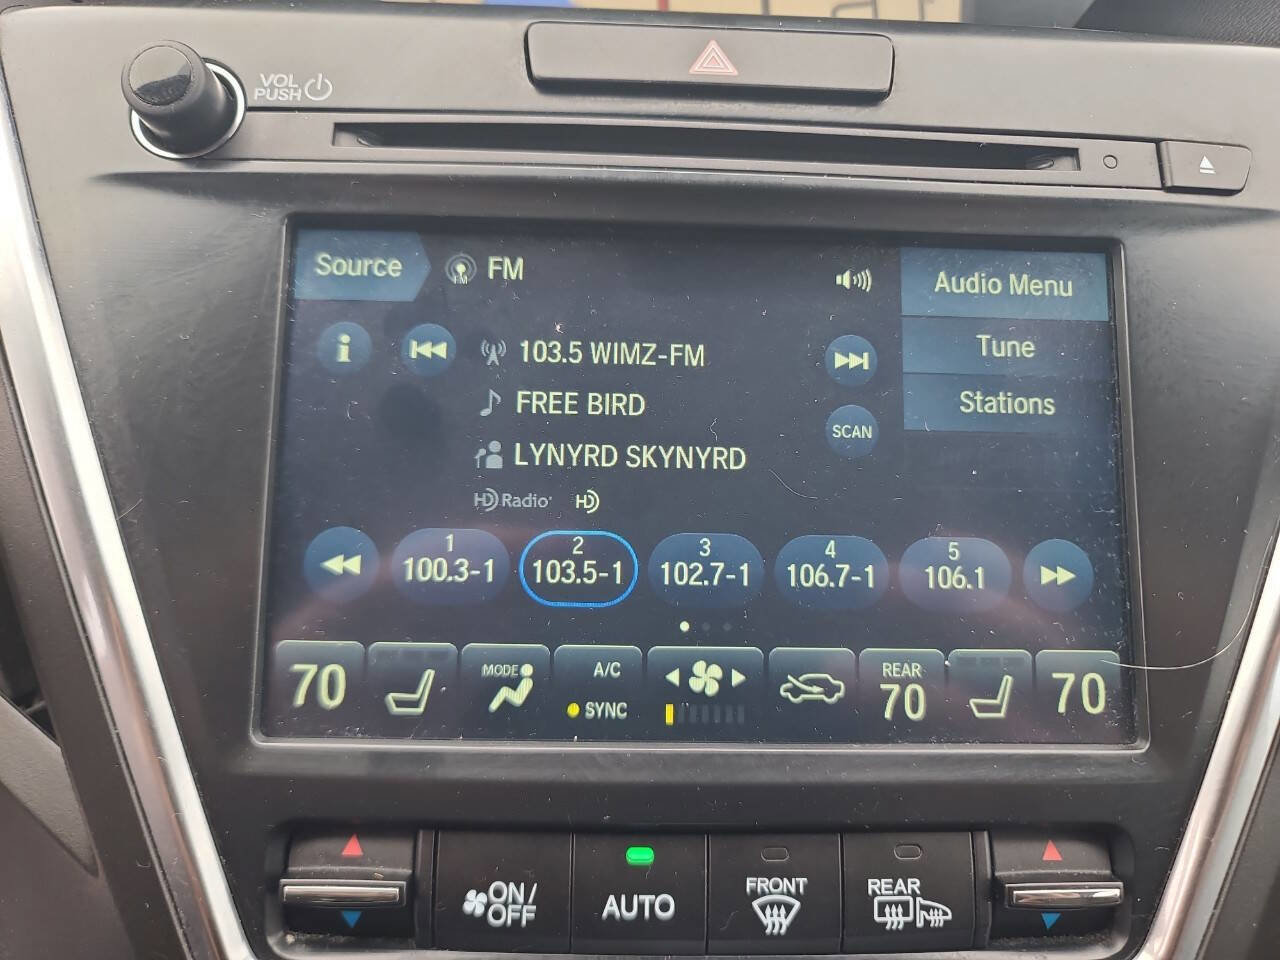 VOL
PUSH
Source
FM
FM
Audio Menu
i
103.5 WIMZ-FM
Tune
FREE BIRD
Stations
SCAN
LYNYRD SKYNYRD
HD Radio
HD
1
100.3-1
2
103.5-1
3
102.7-1
4
106.7-1
5
106.1
70
MODE
A/C
SYNC
REAR
70
70
ON/
OFF
AUTO
FRONT
REAR